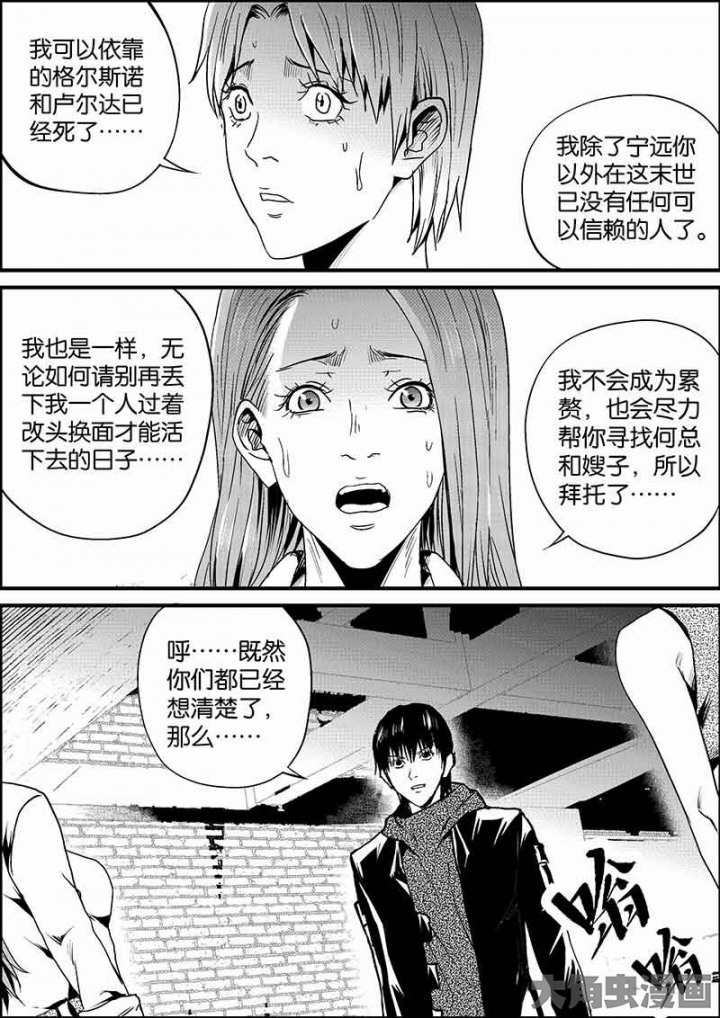 我可以依靠
的格尔斯诺
和卢尔达已
经死了……
我除了宁远你
以外在这末世
已没有任何可
以信赖的人了。
我也是一样，无
论如何请别再丢
下我一个人过着
改头换面才能活
下去的日子……
我不会成为累
赘，也会尽力
帮你寻找何总
和嫂子，所以
拜托了……
呼……既然
你们都已经
想清楚了，
那么……
嗡
嗡
大角虫漫画